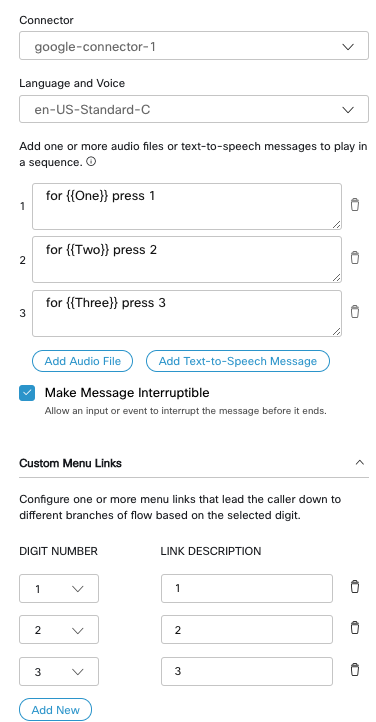 Connector
google-connector-1
Language and Voice
en-US-Standard-C
Add one or more audio files or text-to-speech messages to play in
a sequence.
1 for {{One}} press 1
2 for {{Two}} press 2
3 for {{Three}} press 3
Add Audio File Add Text-to-Speech Message
Make Message Interruptible
Allow an input or event to interrupt the message before it ends.
Custom Menu Links
Configure one or more menu links that lead the caller down to
different branches of flow based on the selected digit.
DIGIT NUMBER LINK DESCRIPTION
1 1
2 2
3 3
Add New